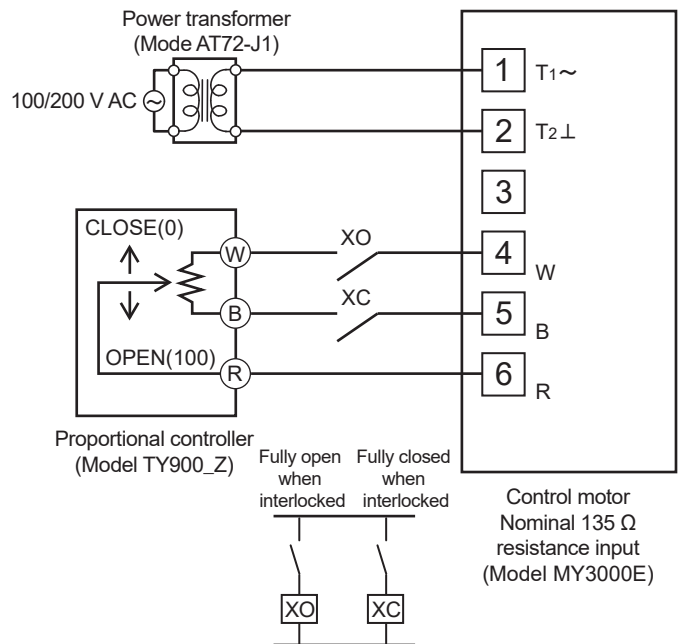 Power transformer
(Mode AT72-J1)
100/200 V AC
1 T1~
2 T2⊥
3
CLOSE(0)
W XO 4 W
B XC 5 B
OPEN(100)
R 6 R
Proportional controller
(Model TY900_Z)
Fully open
when
interlocked
Fully closed
when
interlocked
XO
XC
Control motor
Nominal 135 Ω
resistance input
(Model MY3000E)